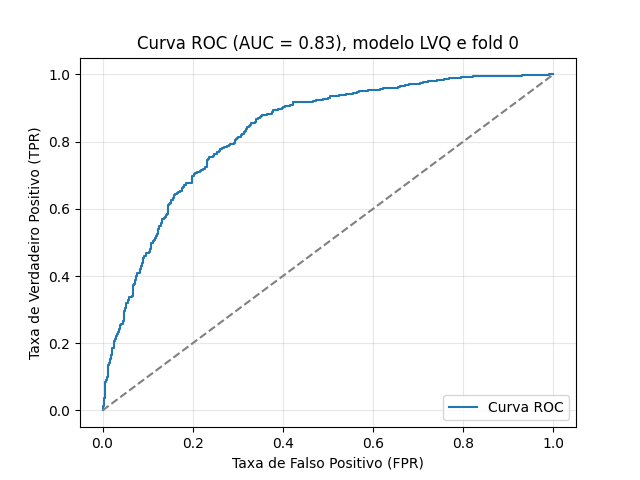 Curva ROC (AUC = 0.83), modelo LVQ e fold 0
Taxa de Verdadeiro Positivo (TPR)
1.0
0.8
0.6
0.4
0.2
0.0
Curva ROC
0.0 0.2 0.4 0.6 0.8 1.0
Taxa de Falso Positivo (FPR)